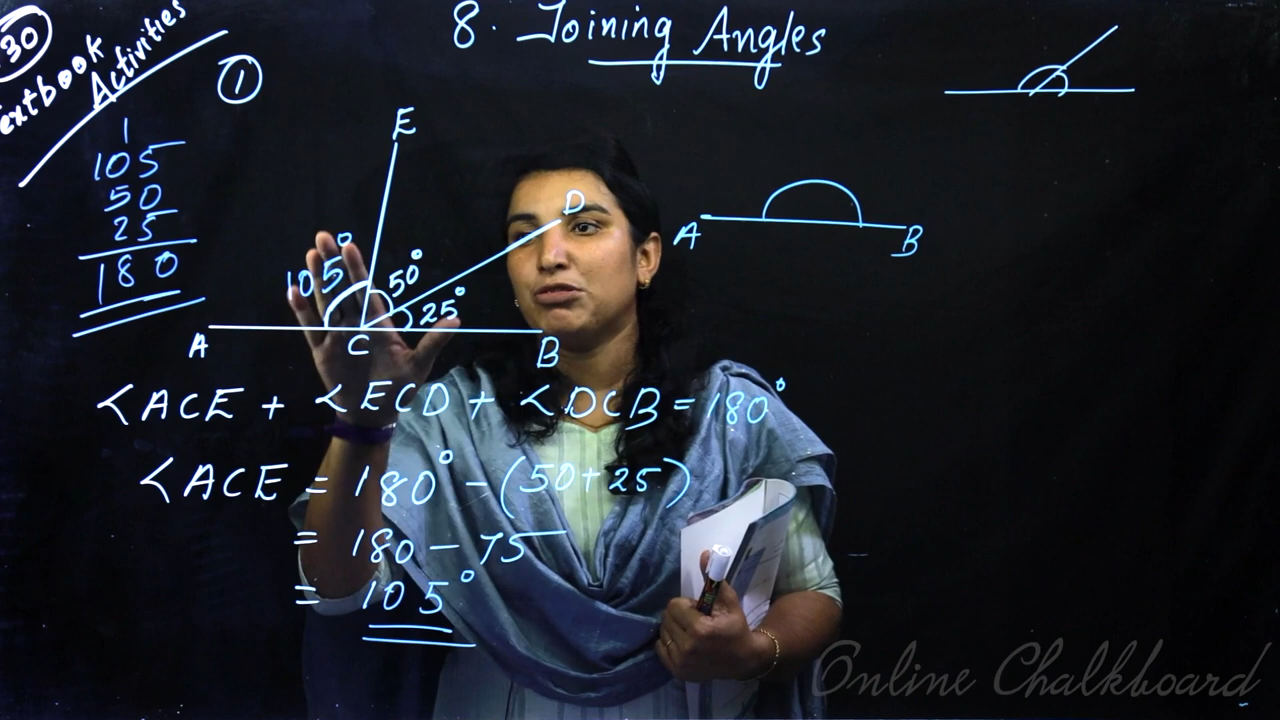 8. Joining Angles
30
Textbook
Activities
1
1
105
50
25
180
E
D
105°
50°
25°
A
C
B
A
B
<ACE + <ECD + <DCB = 180°
<ACE = 180° - (50+25)
= 180 - 75
= 105°
Online Chalkboard